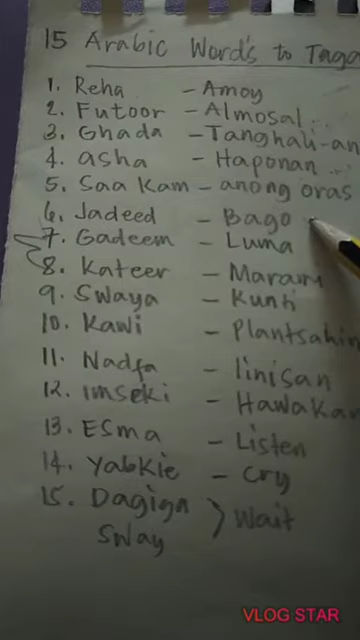 15 Arabic Word's to Taga
1. Reha - Amoy
2. Futoor - Almosal
3. Ghada - Tanghali-an
4. asha - Haponan
5. Saa kam - anong oras
6. Jadeed - Bago
7. Gadeem - Luma
8. Kateer - Marami
9. Swaya - Kunti
10. Kawi - Plantsahin
11. Nadfa - linisan
12. imseki - Hawakan
13. Esma - Listen
14. Yabkie - Cry
15. Dagiga } Wait
Sway
VLOG STAR